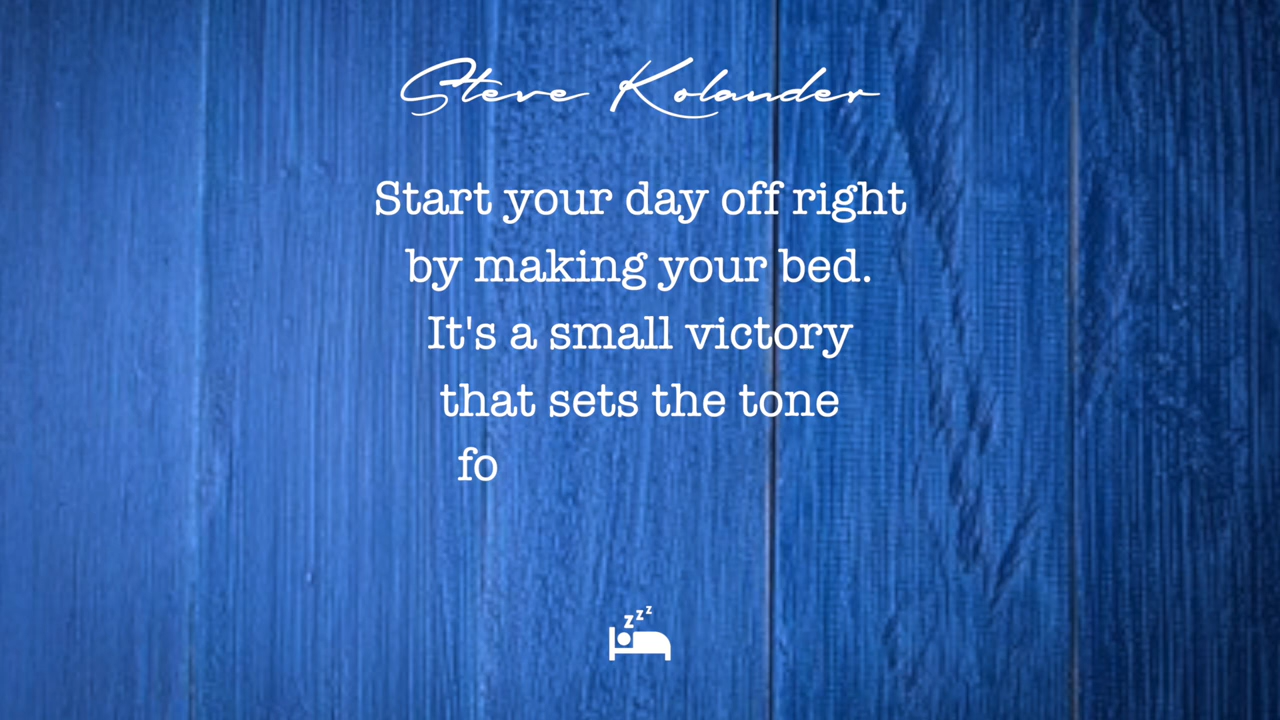 Steve Kolander
Start your day off right
by making your bed.
It's a small victory
that sets the tone
fo
zzz